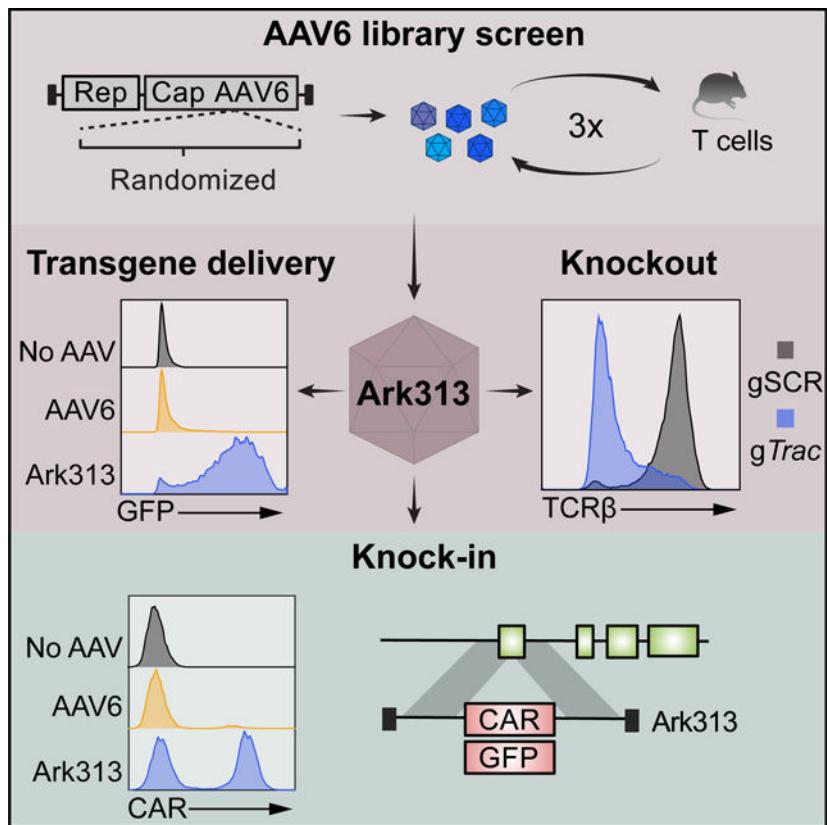 AAV6 library screen
Rep
Cap AAV6
Randomized
3x
T cells
Transgene delivery
No AAV
AAV6
Ark313
GFP
Ark313
Knockout
gSCR
gTrac
TCRβ
Knock-in
No AAV
AAV6
Ark313
CAR
CAR
GFP
Ark313